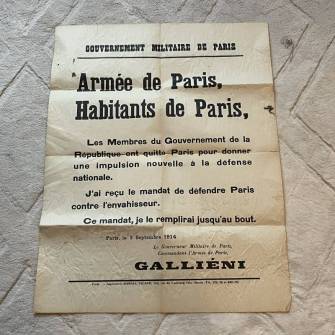 GOUVERNEMENT MILITAIRE DE PARIS
Armée de Paris,
Habitants de Paris,
Les Membres du Gouvernement de la
République ont quitté Paris pour donner
une impulsion nouvelle à la défense
nationale.
J'ai reçu le mandat de défendre Paris
contre l'envahisseur.
Ce mandat, je le remplirai jusqu'au bout.
Paris, le 3 Septembre 1914
Le Gouverneur Militaire de Paris,
Commandant l'Armée de Paris,
GALLIÉNI